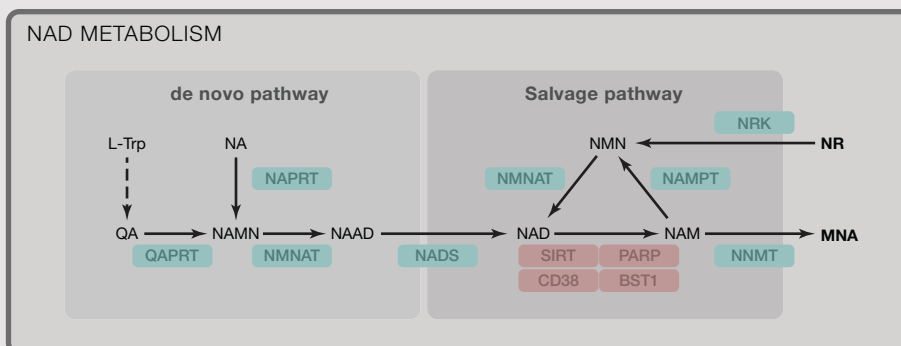 NAD METABOLISM
de novo pathway
Salvage pathway
NRK
L-Trp
NA
NMN
NR
NAPRT
NMNAT
NAMPT
QA
NAMN
NAAD
NAD
NAM
MNA
QAPRT
NMNAT
NADS
SIRT
PARP
NNMT
CD38
BST1